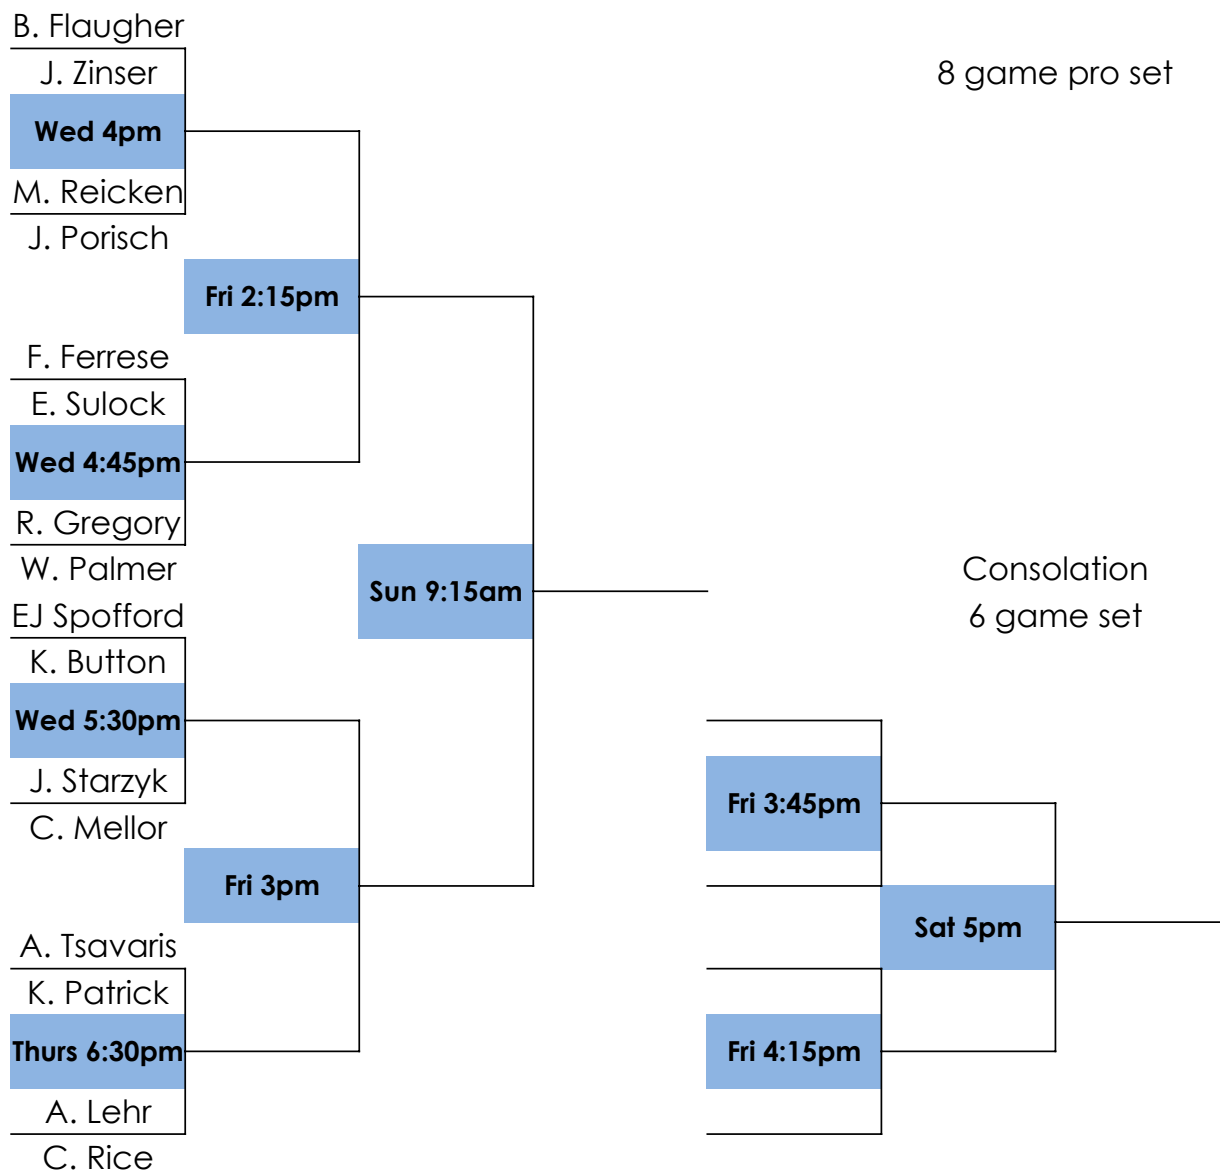 B. Flaugher
J. Zinser
8 game pro set
Wed 4pm
M. Reicken
J. Porisch
Fri 2:15pm
F. Ferrese
E. Sulock
Wed 4:45pm
R. Gregory
W. Palmer
EJ Spofford
Sun 9:15am
Consolation
6 game set
K. Button
Wed 5:30pm
J. Starzyk
C. Mellor
Fri 3:45pm
Fri 3pm
Sat 5pm
A. Tsavaris
K. Patrick
Thurs 6:30pm
Fri 4:15pm
A. Lehr
C. Rice